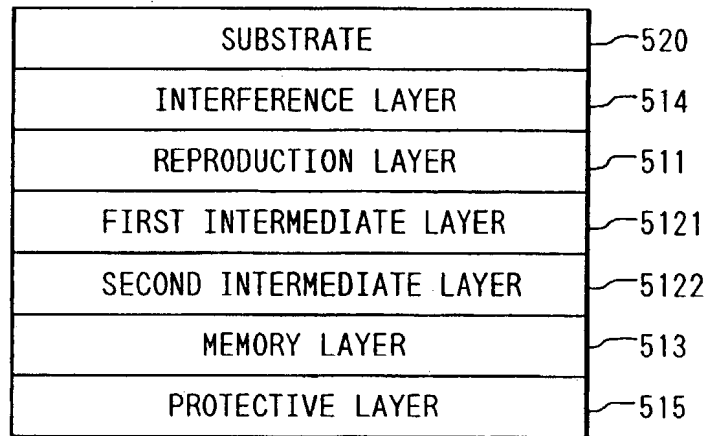 SUBSTRATE 520
INTERFERENCE LAYER 514
REPRODUCTION LAYER 511
FIRST INTERMEDIATE LAYER 5121
SECOND INTERMEDIATE LAYER 5122
MEMORY LAYER 513
PROTECTIVE LAYER 515